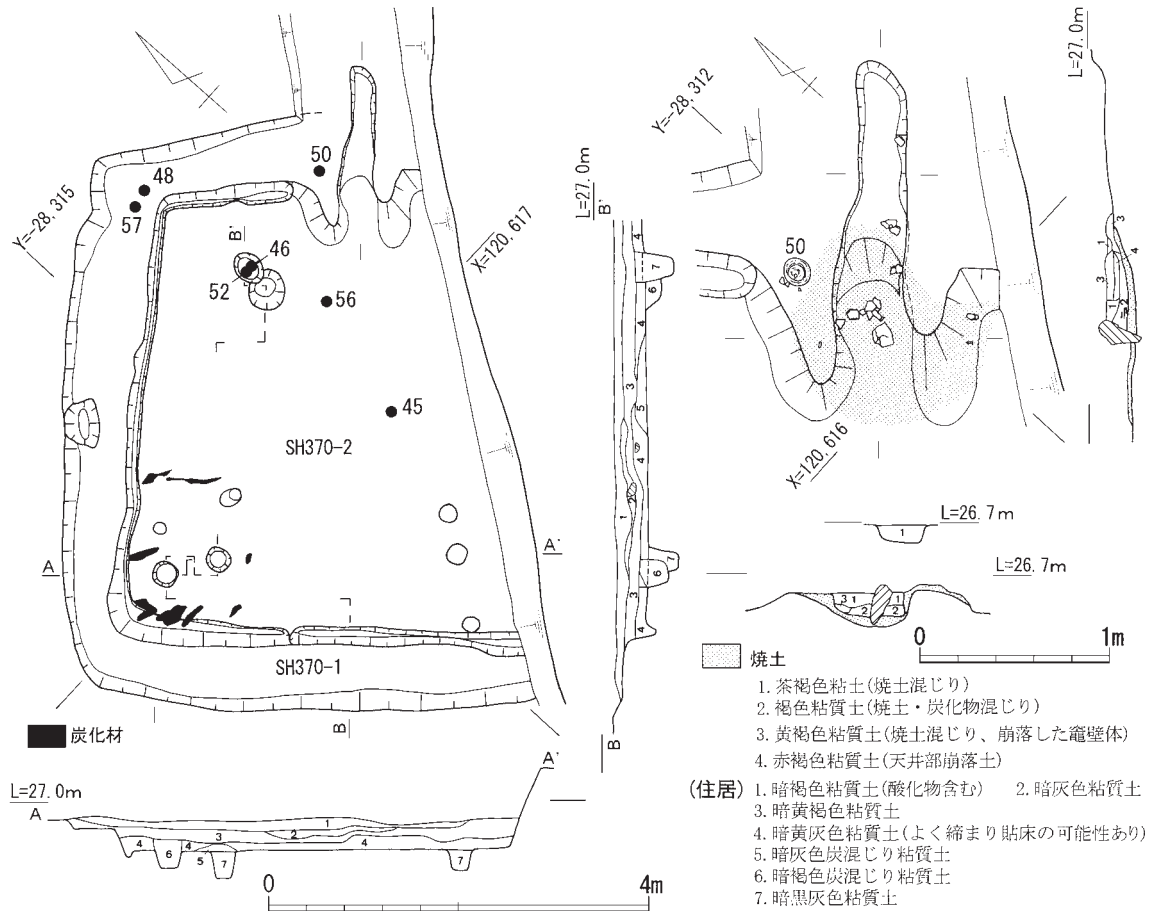 Y=-28,315
X=120,617
48
57
50
B'
46
52
56
45
SH370-2
A
A'
SH370-1
B
炭化材
L=27.0m
A
A'
1
2
3
4
4
4
5
6
7
7
0
4m
L=27.0m
B'
4
7
6
4
3
5
4
2
1
7
6
3
4
B
Y=-28,312
50
1
X=120,616
L=27.0m
3
1
4
3
2
1
L=26.7m
1
L=26.7m
3
1
1
2
2
0
1m
焼土
1.茶褐色粘土(焼土混じり)
2.褐色粘質土(焼土・炭化物混じり)
3.黄褐色粘質土(焼土混じり、崩落した竈壁体)
4.赤褐色粘質土(天井部崩落土)
(住居) 1.暗褐色粘質土(酸化物含む) 2.暗灰色粘質土
3.暗黄褐色粘質土
4.暗黄灰色粘質土(よく締まり貼床の可能性あり)
5.暗灰色炭混じり粘質土
6.暗褐色炭混じり粘質土
7.暗黒灰色粘質土